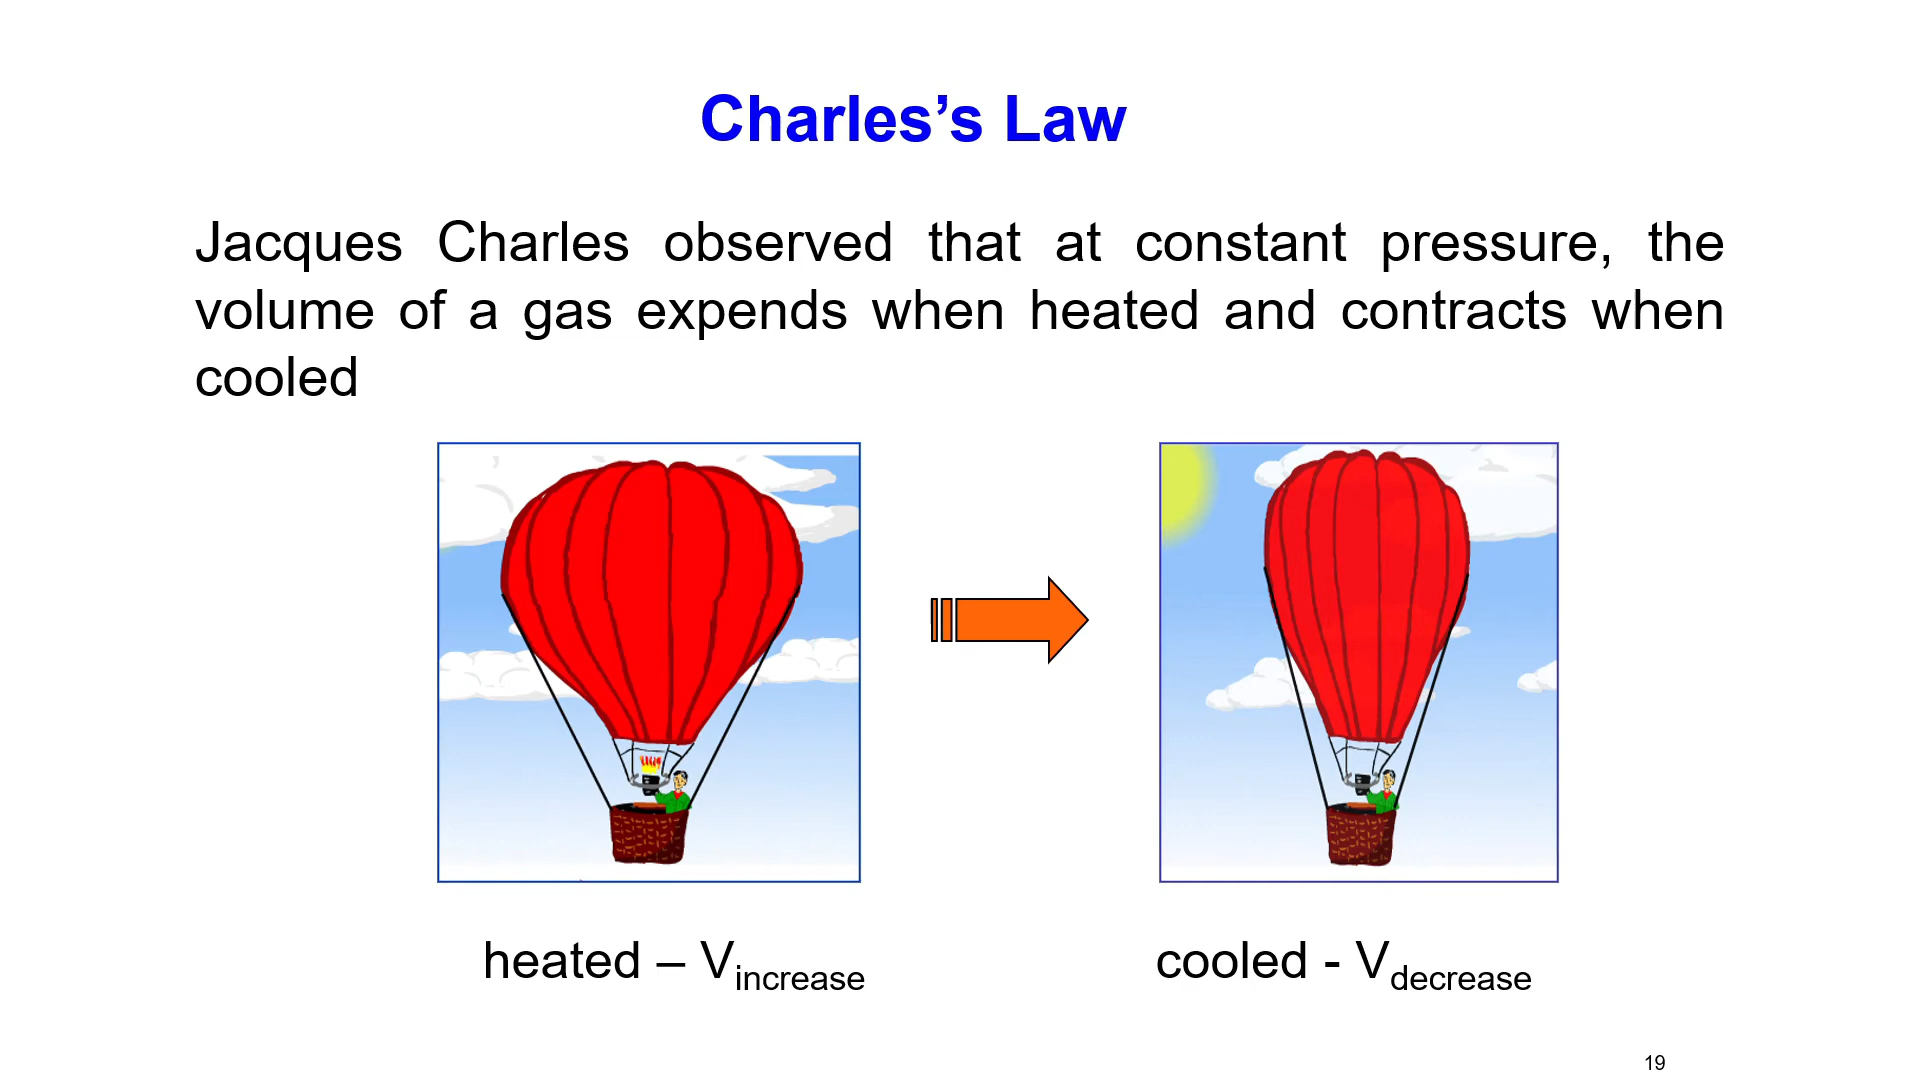 Charles’s Law
Jacques Charles observed that at constant pressure, the
volume of a gas expends when heated and contracts when
cooled
heated – Vincrease
cooled - Vdecrease
19